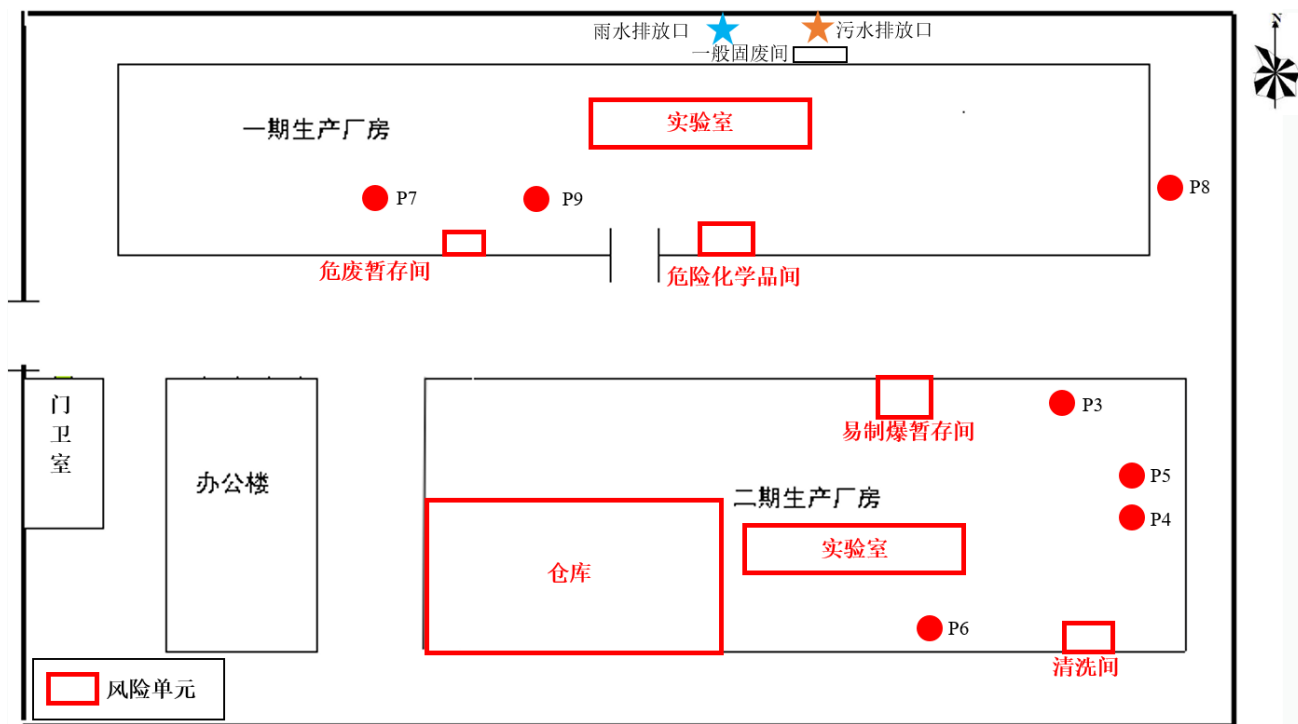 雨水排放口
污水排放口
一般固废间
N
一期生产厂房
实验室
P7
P9
P8
危废暂存间
危险化学品间
门
卫
室
办公楼
易制爆暂存间
P3
P5
二期生产厂房
P4
实验室
仓库
P6
清洗间
风险单元